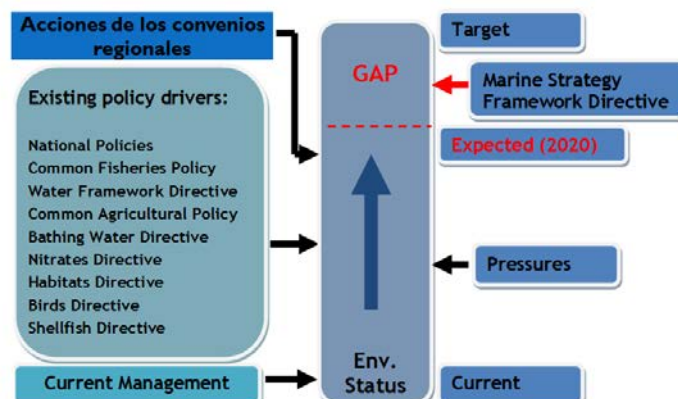 Acciones de los convenios
regionales
Existing policy drivers:
National Policies
Common Fisheries Policy
Water Framework Directive
Common Agricultural Policy
Bathing Water Directive
Nitrates Directive
Habitats Directive
Birds Directive
Shellfish Directive
Current Management
GAP
Env.
Status
Target
Marine Strategy
Framework Directive
Expected (2020)
Pressures
Current